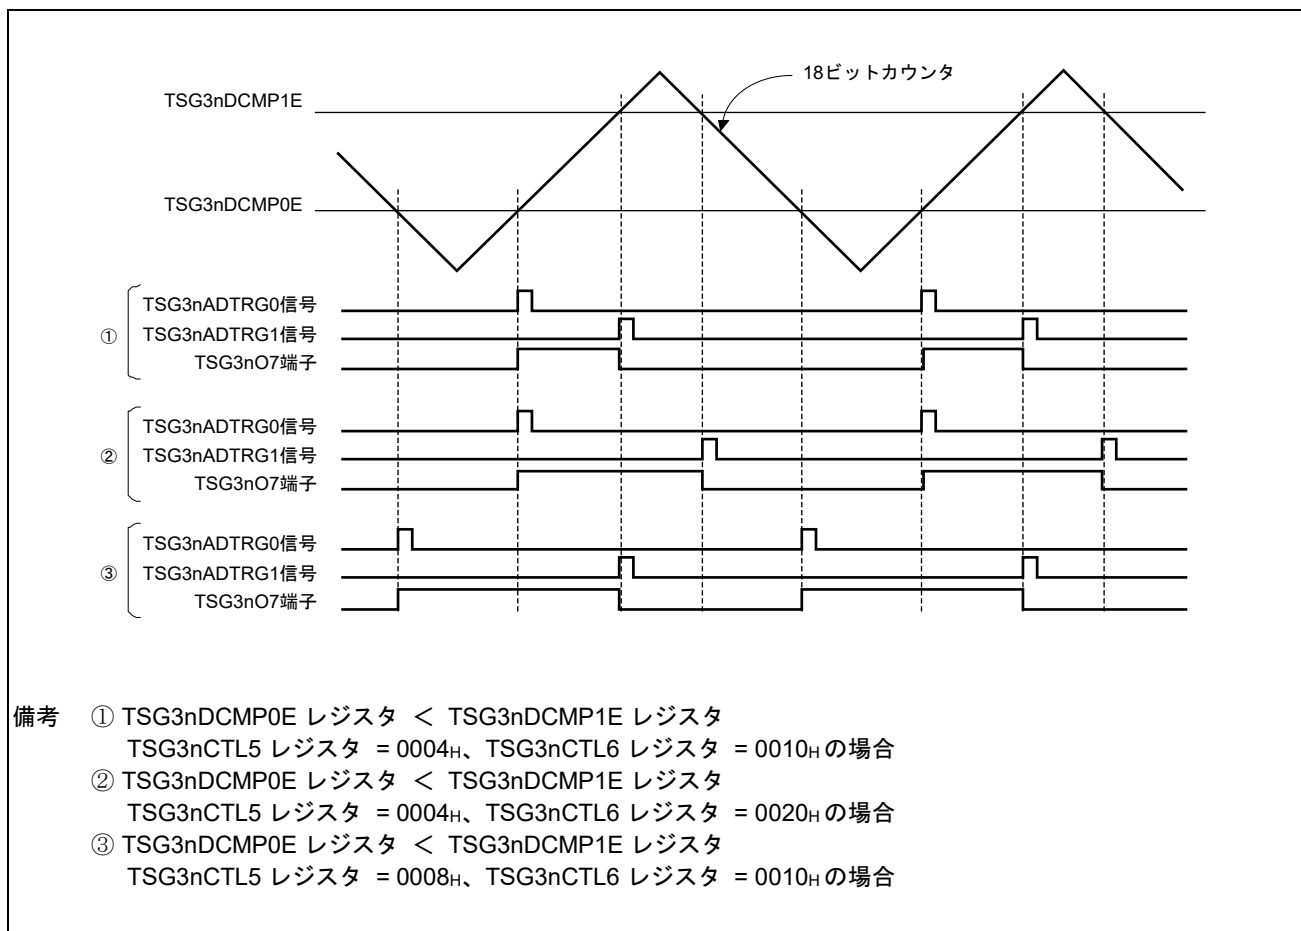 18ビットカウンタ
TSG3nDCMP1E
TSG3nDCMP0E
①
TSG3nADTRG0信号
TSG3nADTRG1信号
TSG3nO7端子
②
TSG3nADTRG0信号
TSG3nADTRG1信号
TSG3nO7端子
③
TSG3nADTRG0信号
TSG3nADTRG1信号
TSG3nO7端子
備考 ① TSG3nDCMP0E レジスタ ＜ TSG3nDCMP1E レジスタ
TSG3nCTL5 レジスタ = 0004H、TSG3nCTL6 レジスタ = 0010H の場合
② TSG3nDCMP0E レジスタ ＜ TSG3nDCMP1E レジスタ
TSG3nCTL5 レジスタ = 0004H、TSG3nCTL6 レジスタ = 0020H の場合
③ TSG3nDCMP0E レジスタ ＜ TSG3nDCMP1E レジスタ
TSG3nCTL5 レジスタ = 0008H、TSG3nCTL6 レジスタ = 0010H の場合